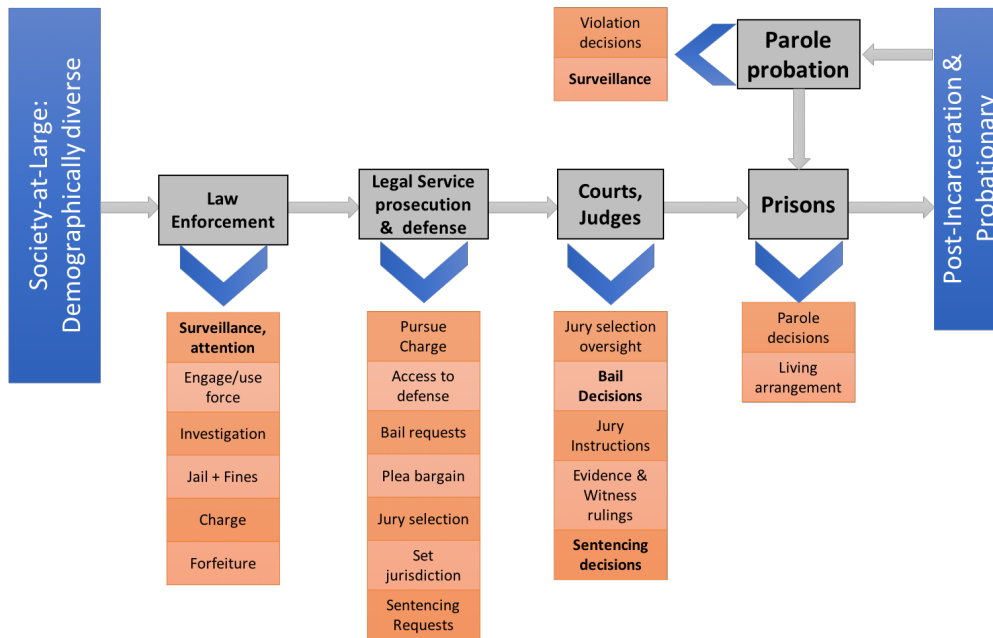 Society-at-Large:
Demographically diverse
Violation
decisions
Surveillance
Parole
probation
Post-Incarceration &
Probationary
Law
Enforcement
Legal Service
prosecution
& defense
Courts,
Judges
Prisons
Surveillance,
attention
Engage/use
force
Investigation
Jail + Fines
Charge
Forfeiture
Pursue
Charge
Access to
defense
Bail requests
Plea bargain
Jury selection
Set
jurisdiction
Sentencing
Requests
Jury selection
oversight
Bail
Decisions
Jury
Instructions
Evidence &
Witness
rulings
Sentencing
decisions
Parole
decisions
Living
arrangement